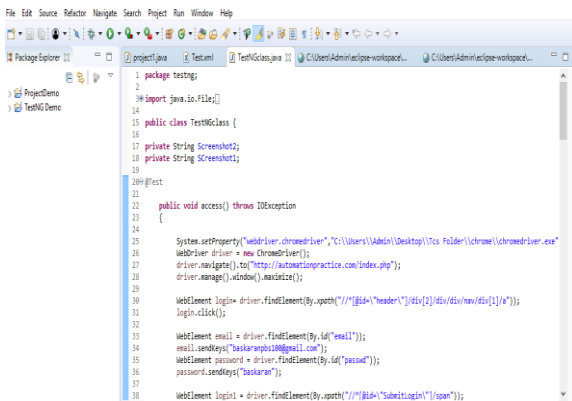 File Edit Source Refactor Navigate Search Project Run Window Help
Package Explorer
project1.java Test.xml TestNGclass.java C:\Users\Admin\eclipse-workspace\... C:\Users\Admin\eclipse-workspace\...
ProjectDemo
TestNG Demo
1 package testng;
2
3 import java.io.File;
14
15 public class TestNGclass {
16
17 private String Screenshot2;
18 private String SCreenshot1;
19
20 @Test
21
22 public void access() throws IOException
23 {
24
25 System.setProperty("webdriver.chromedriver","C:\\Users\\Admin\\Desktop\\Tcs Folder\\chrome\\chromedriver.exe"
26 WebDriver driver = new ChromeDriver();
27 driver.navigate().to("http://automationpractice.com/index.php");
28 driver.manage().window().maximize();
29
30 WebElement login= driver.findElement(By.xpath("//*[@id=\"header\"]/div[2]/div/div/nav/div[1]/a"));
31 login.click();
32
33 WebElement email = driver.findElement(By.id("email"));
34 email.sendKeys("baskaranpbs100@gmail.com");
35 WebElement password = driver.findElement(By.id("passwd"));
36 password.sendKeys("baskaran");
37
38 WebElement login1 = driver.findElement(By.xpath("//*[@id=\"SubmitLogin\"]/span"));